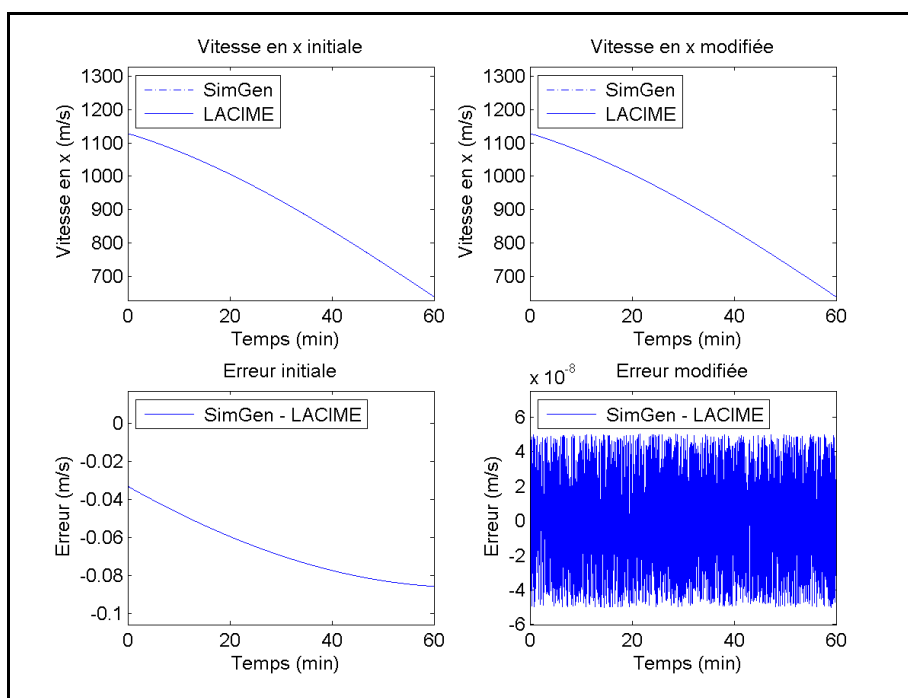 Vitesse en x initiale
1300
1200
1100
1000
900
800
700
Vitesse en x (m/s)
SimGen
LACIME
0
20
40
60
Temps (min)
Vitesse en x modifiée
1300
1200
1100
1000
900
800
700
Vitesse en x (m/s)
SimGen
LACIME
0
20
40
60
Temps (min)
Erreur initiale
0
-0.02
-0.04
-0.06
-0.08
-0.1
Erreur (m/s)
SimGen - LACIME
0
20
40
60
Temps (min)
x 10-8
Erreur modifiée
6
4
2
0
-2
-4
-6
Erreur (m/s)
SimGen - LACIME
0
20
40
60
Temps (min)